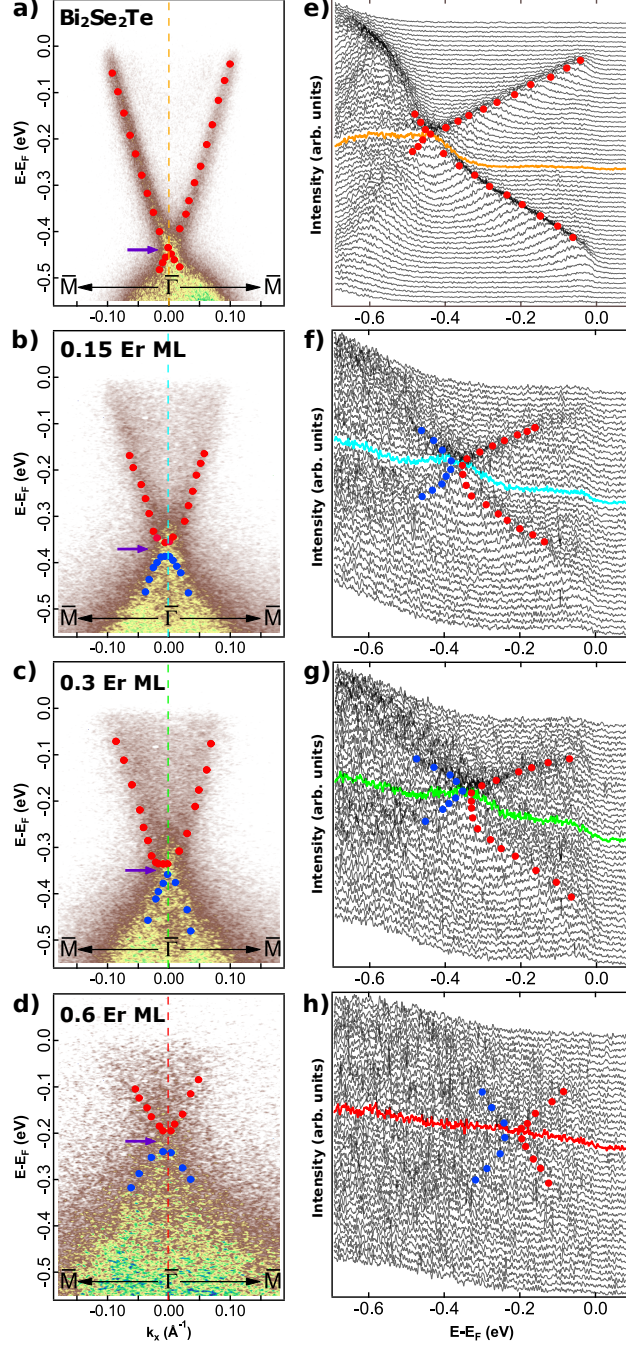 a) Bi₂Se₂Te
E-E_F (eV)
0.0
-0.1
-0.2
-0.3
-0.4
-0.5
M̅ Γ̅ M̅
-0.10 0.00 0.10
e)
Intensity (arb. units)
-0.6 -0.4 -0.2 0.0
b) 0.15 Er ML
E-E_F (eV)
0.0
-0.1
-0.2
-0.3
-0.4
-0.5
M̅ Γ̅ M̅
-0.10 0.00 0.10
f)
Intensity (arb. units)
-0.6 -0.4 -0.2 0.0
c) 0.3 Er ML
E-E_F (eV)
0.0
-0.1
-0.2
-0.3
-0.4
-0.5
M̅ Γ̅ M̅
-0.10 0.00 0.10
g)
Intensity (arb. units)
-0.6 -0.4 -0.2 0.0
d) 0.6 Er ML
E-E_F (eV)
0.0
-0.1
-0.2
-0.3
-0.4
-0.5
M̅ Γ̅ M̅
-0.10 0.00 0.10
k_x (Å⁻¹)
h)
Intensity (arb. units)
-0.6 -0.4 -0.2 0.0
E-E_F (eV)